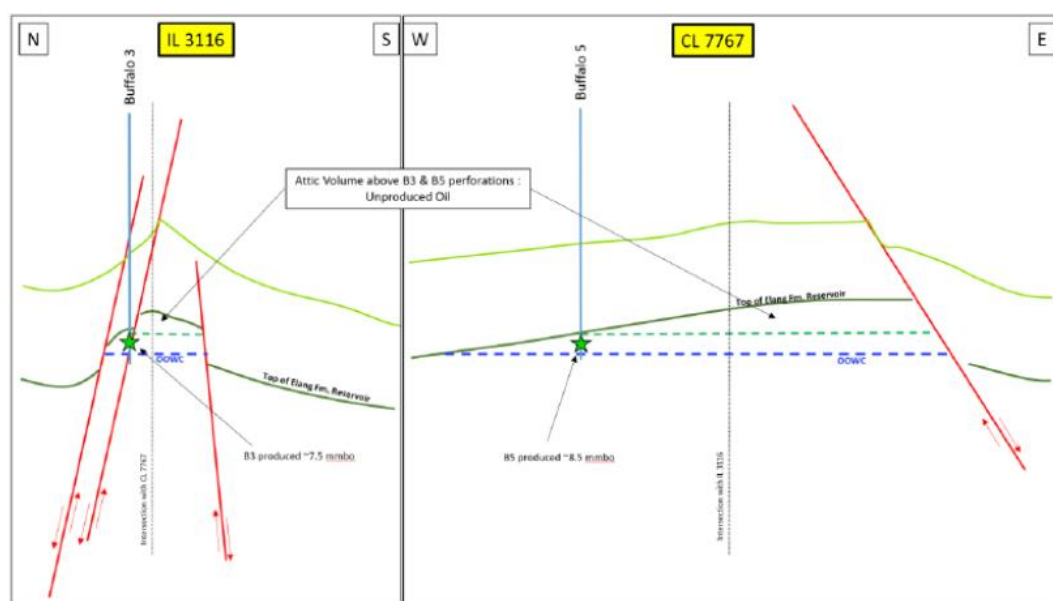 N
IL 3116
S
W
CL 7767
E
Buffalo 3
Buffalo 5
Attic Volume above B3 & B5 perforations :
Unproduced Oil
Top of Elang Fm. Reservoir
OOWC
Top of Elang Fm. Reservoir
OOWC
B3 produced ~7.5 mmbo
B5 produced ~8.5 mmbo
Intersection with CL 7767
Intersection with IL 3116